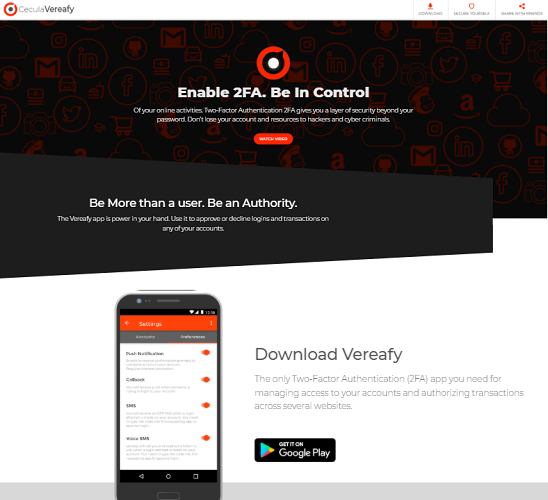 CeculaVereafy
DOWNLOAD
SECURE YOURSELF
SHARE WITH FRIENDS
Enable 2FA. Be In Control
Of your online activities. Two-Factor Authentication 2FA gives you a layer of security beyond your
password. Don't lose your account and resources to hackers and cyber criminals.
WATCH VIDEO
Be More than a user. Be an Authority.
The Vereafy app is power in your hand. Use it to approve or decline logins and transactions on
any of your accounts.
Settings
Accounts
Preferences
Push Notification
Callback
SMS
Voice SMS
Download Vereafy
The only Two-Factor Authentication (2FA) app you need for
managing access to your accounts and authorizing transactions
across several websites.
GET IT ON
Google Play